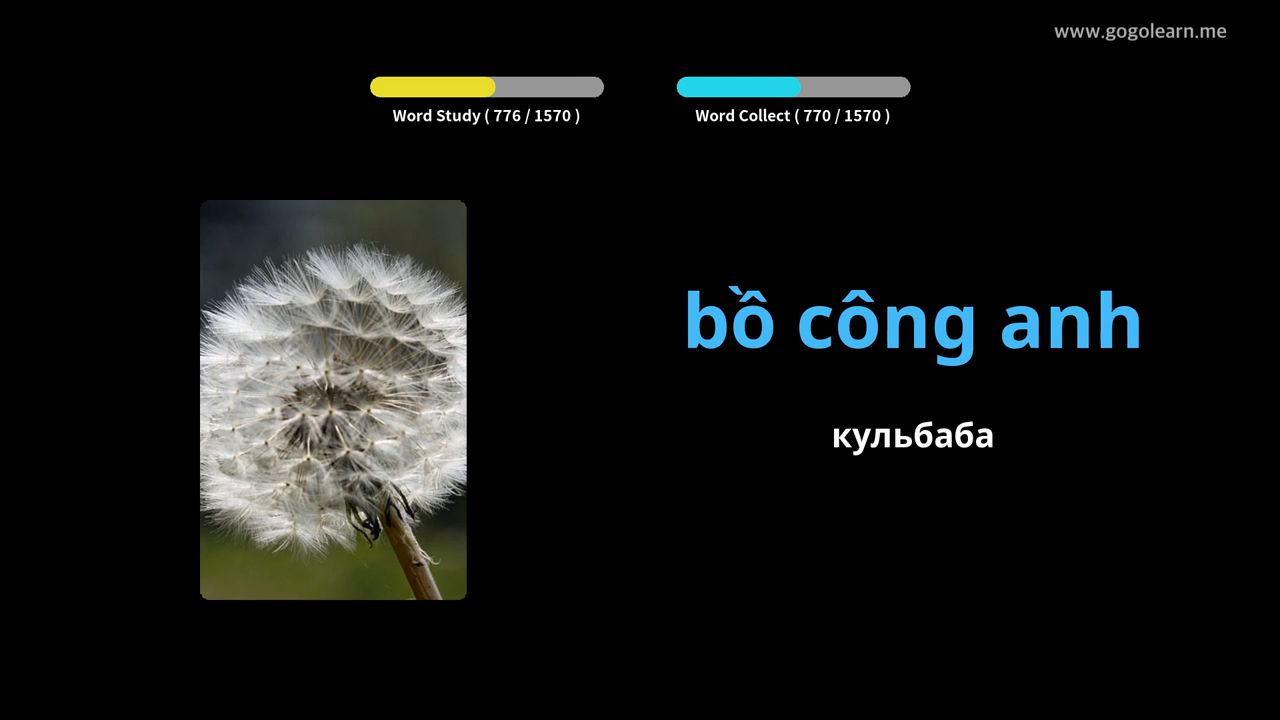 www.gogolearn.me
Word Study ( 776 / 1570 )
Word Collect ( 770 / 1570 )
bồ công anh
кульбаба